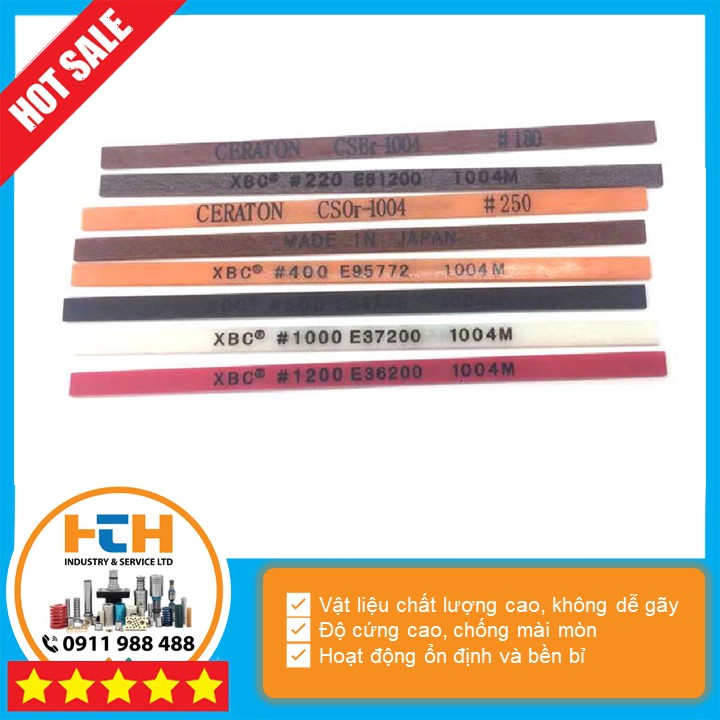 HOT SALE
CERATON CSBr-1004 #180
XBC® #220 E61200 1004M
CERATON CSOr-1004 #250
MADE IN JAPAN
XBC® #400 E95772 1004M
XBC® #1000 E37200 1004M
XBC® #1200 E36200 1004M
HTH
INDUSTRY & SERVICE LTD
0911 988 488
Vật liệu chất lượng cao, không dễ gãy
Độ cứng cao, chống mài mòn
Hoạt động ổn định và bền bỉ